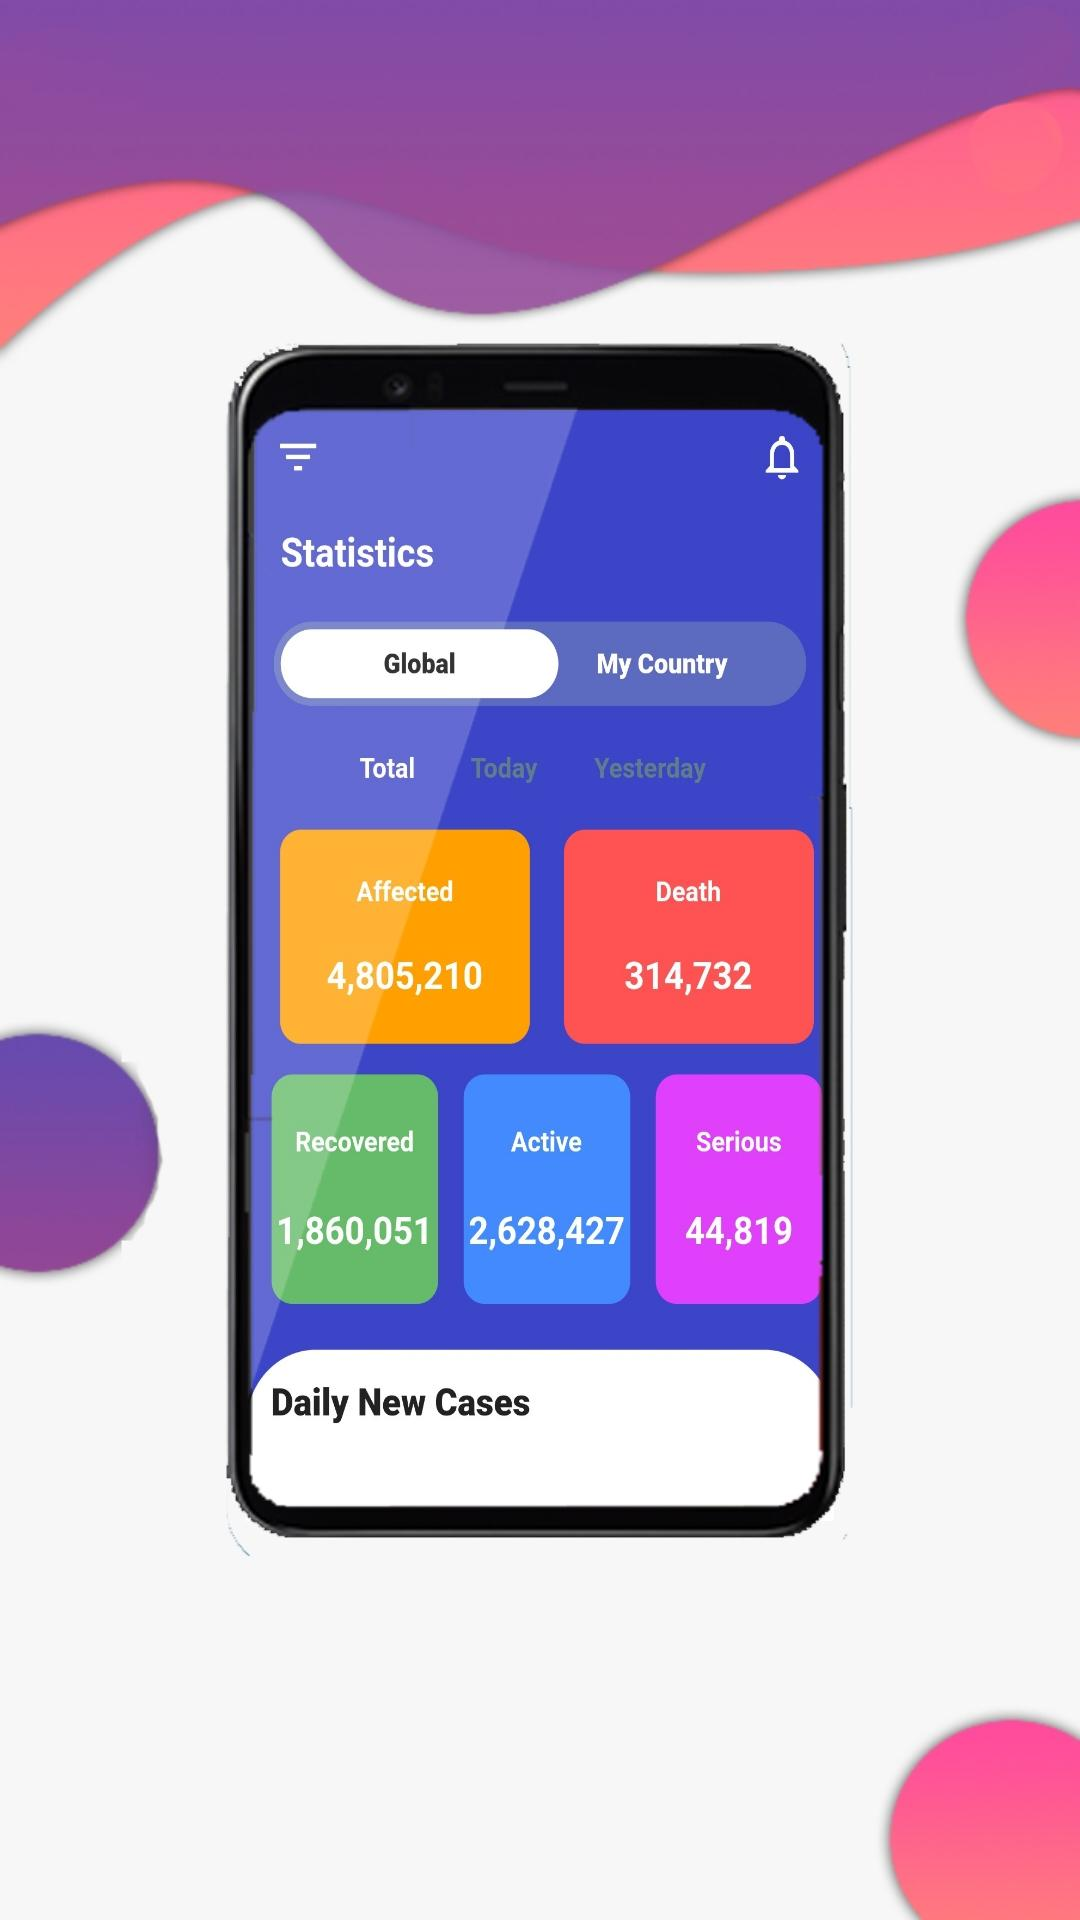 Statistics
Global My Country
Total Today Yesterday
Affected Death
4,805,210 314,732
Recovered Active Serious
1,860,051 2,628,427 44,819
Daily New Cases